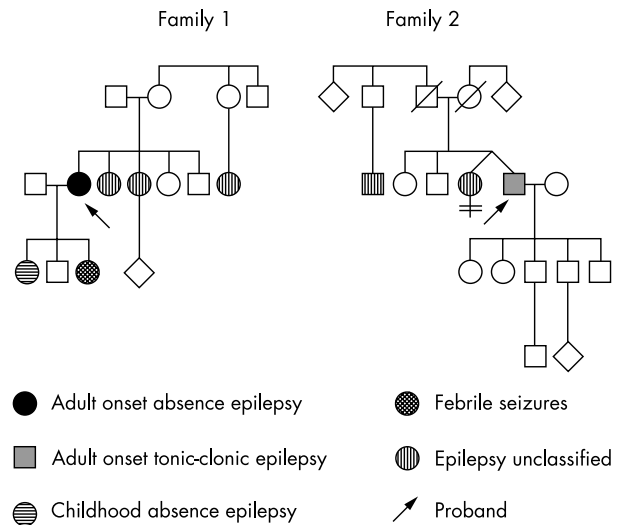 Family 1
Family 2
Adult onset absence epilepsy
Febrile seizures
Adult onset tonic-clonic epilepsy
Epilepsy unclassified
Childhood absence epilepsy
Proband